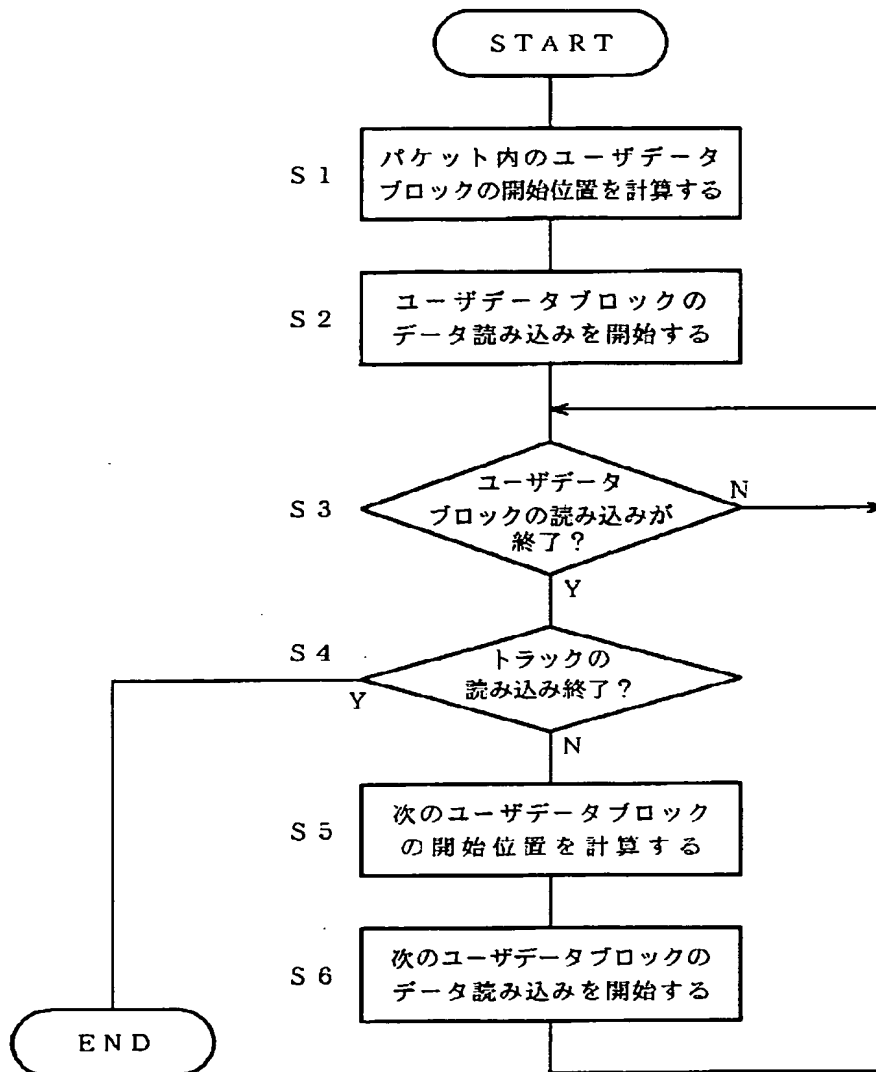 START
S1
パケット内のユーザデータ
ブロックの開始位置を計算する
S2
ユーザデータブロックの
データ読み込みを開始する
S3
ユーザデータ
ブロックの読み込みが
終了?
N
Y
S4
トラックの
読み込み終了?
Y
N
S5
次のユーザデータブロック
の開始位置を計算する
S6
次のユーザデータブロックの
データ読み込みを開始する
END